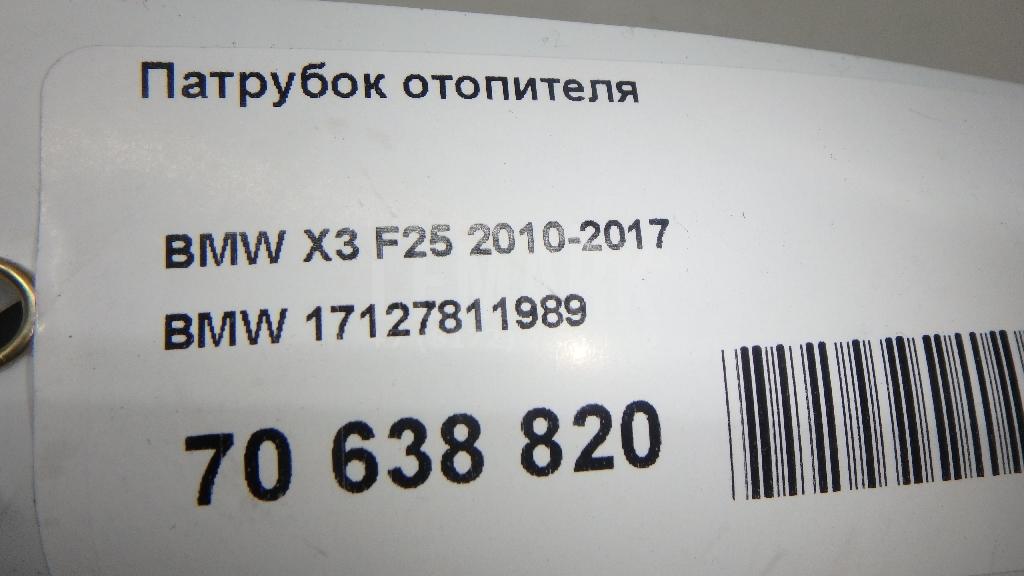 Патрубок отопителя
BMW X3 F25 2010-2017
BMW 17127811989
70 638 820